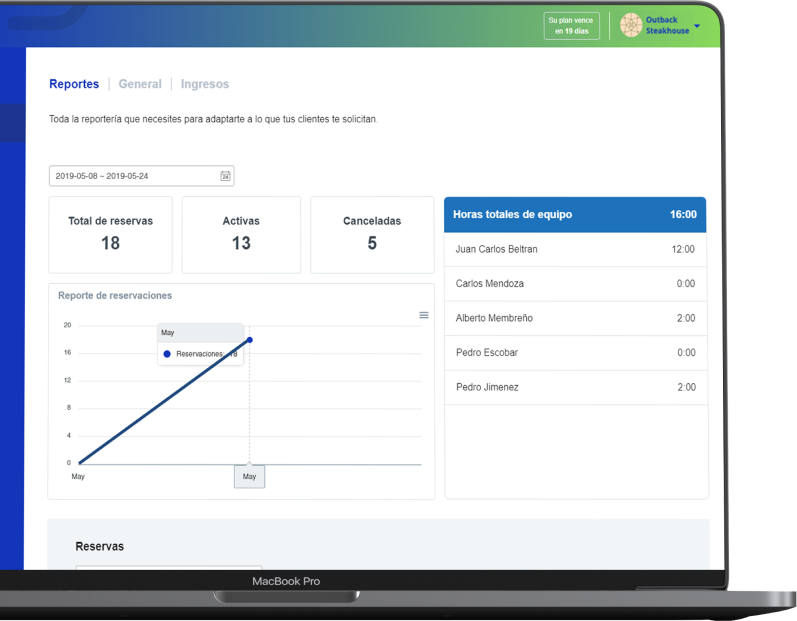 Su plan vence
en 19 días
Outback
Steakhouse
Reportes | General | Ingresos
Toda la reportería que necesites para adaptarte a lo que tus clientes te solicitan.
2019-05-08 ~ 2019-05-24
Total de reservas
18
Activas
13
Canceladas
5
Reporte de reservaciones
20
16
12
8
4
0
May
Reservaciones: 18
May
May
Horas totales de equipo 16:00
Juan Carlos Beltran 12:00
Carlos Mendoza 0:00
Alberto Membreño 2:00
Pedro Escobar 0:00
Pedro Jimenez 2:00
Reservas
MacBook Pro